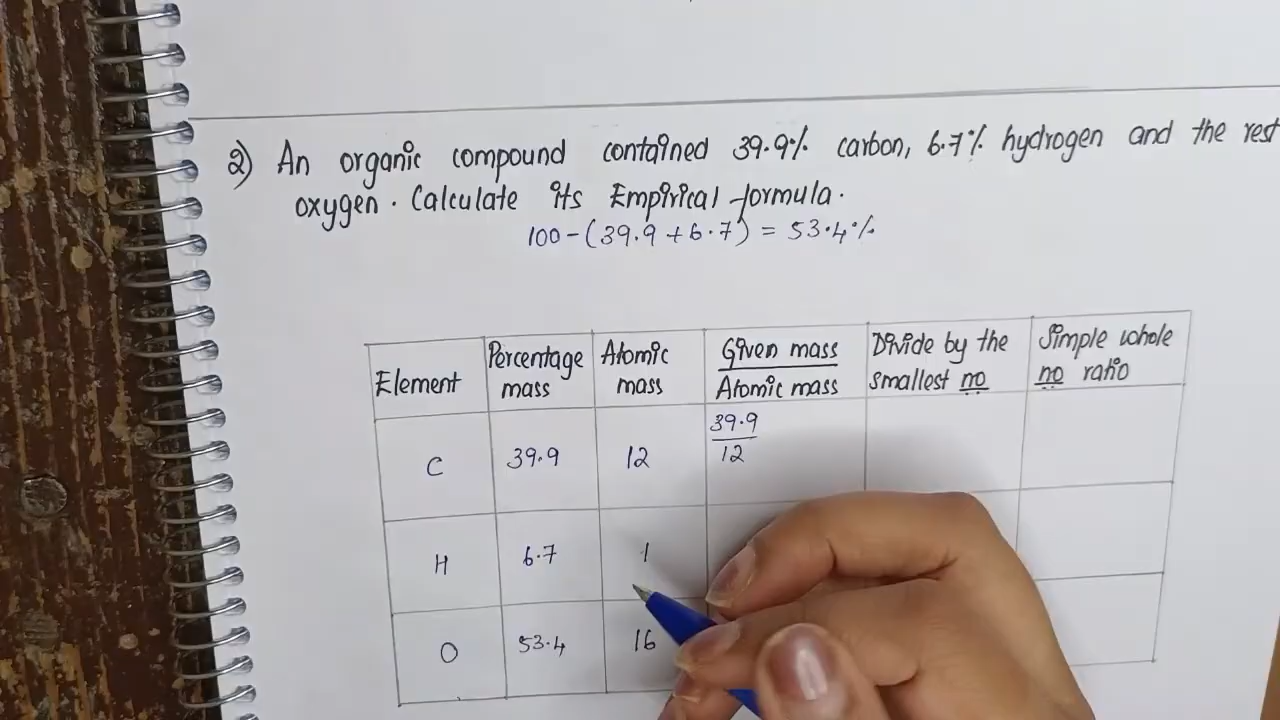 2) An organic compound contained 39.9% carbon, 6.7% hydrogen and the rest
oxygen. Calculate its Empirical formula.
100-(39.9+6.7) = 53.4%
Element
Percentage mass
Atomic mass
Given mass
Atomic mass
Divide by the smallest no
Simple whole no ratio
C 39.9 12 39.9
12
H 6.7 1
O 53.4 16